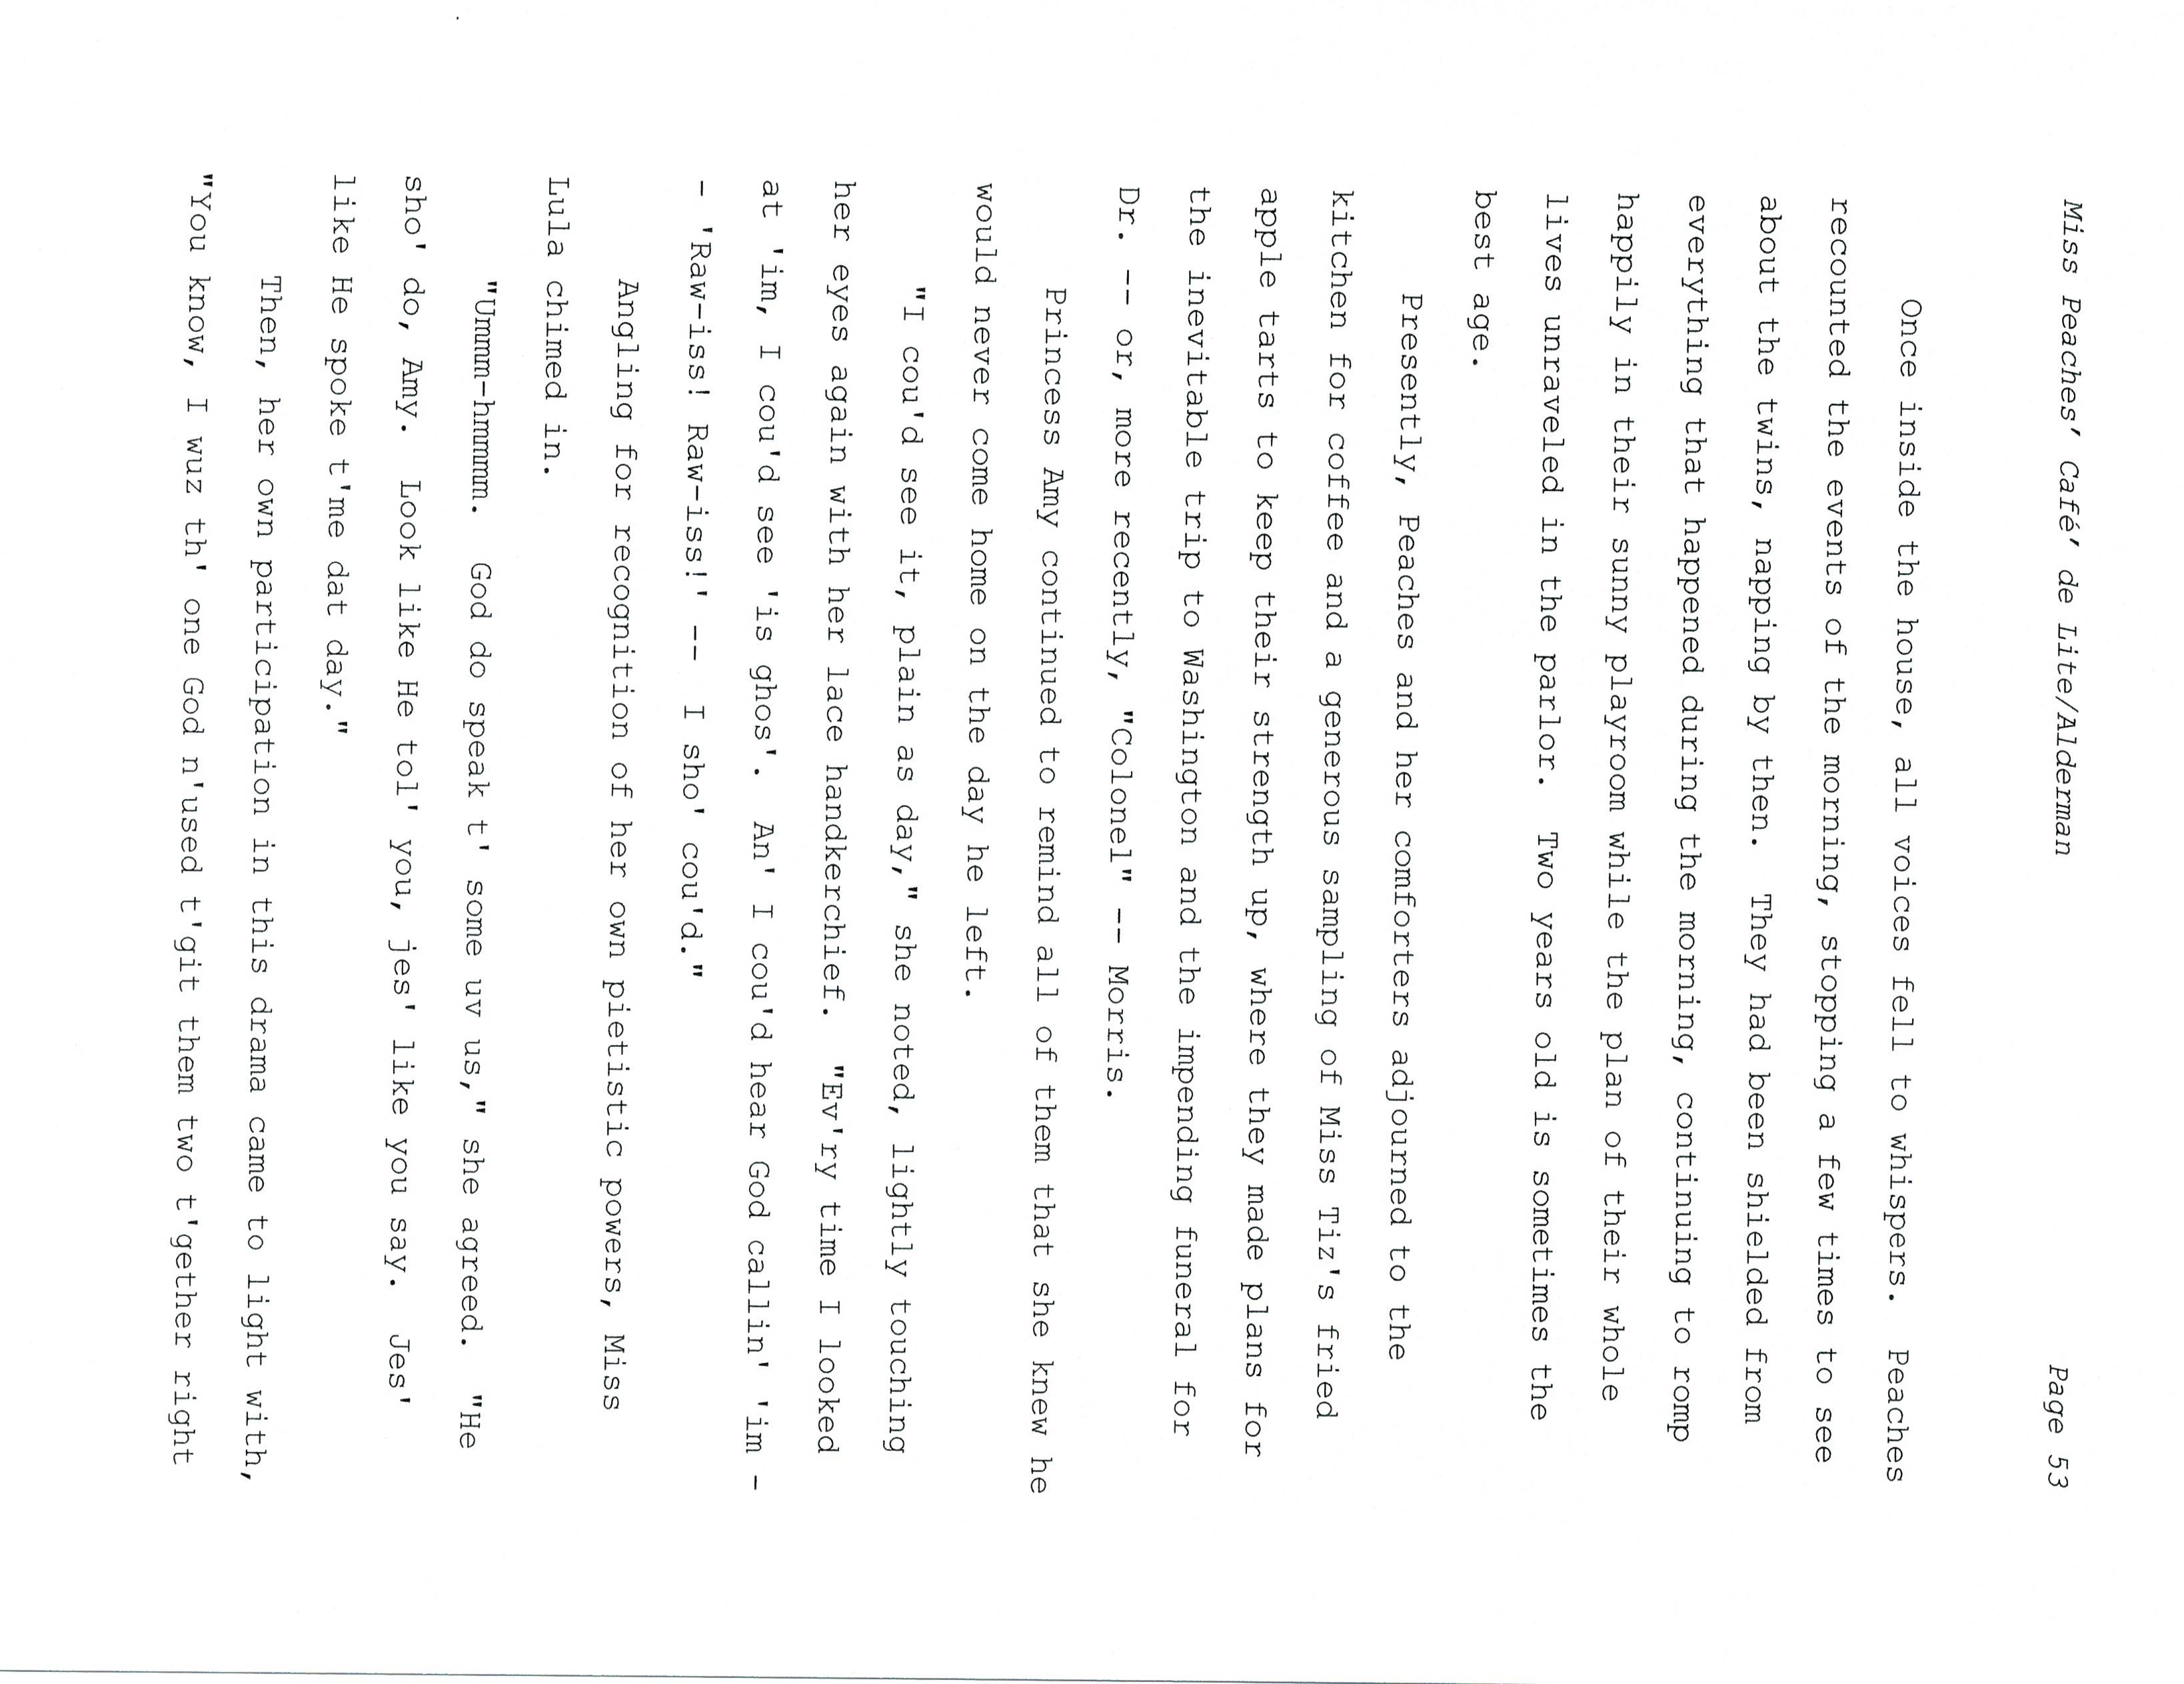 Miss Peaches' Café' de Lite/Alderman Page 53
Once inside the house, all voices fell to whispers.  Peaches
recounted the events of the morning, stopping a few times to see
about the twins, napping by then.  They had been shielded from
everything that happened during the morning, continuing to romp
happily in their sunny playroom while the plan of their whole
lives unraveled in the parlor.  Two years old is sometimes the
best age.
Presently, Peaches and her comforters adjourned to the
kitchen for coffee and a generous sampling of Miss Tiz's fried
apple tarts to keep their strength up, where they made plans for
the inevitable trip to Washington and the impending funeral for
Dr. -- or, more recently, "Colonel" -- Morris.
Princess Amy continued to remind all of them that she knew he
would never come home on the day he left.
"I cou'd see it, plain as day," she noted, lightly touching
her eyes again with her lace handkerchief.  "Ev'ry time I looked
at 'im, I cou'd see 'is ghos'.  An' I cou'd hear God callin' 'im -
- 'Raw-iss! Raw-iss!' --  I sho' cou'd."
Angling for recognition of her own pietistic powers, Miss
Lula chimed in.
"Ummm-hmmmm.  God do speak t' some uv us," she agreed.  "He
sho' do, Amy.  Look like He tol' you, jes' like you say.  Jes'
like He spoke t'me dat day."
Then, her own participation in this drama came to light with,
"You know, I wuz th' one God n'used t'git them two t'gether right